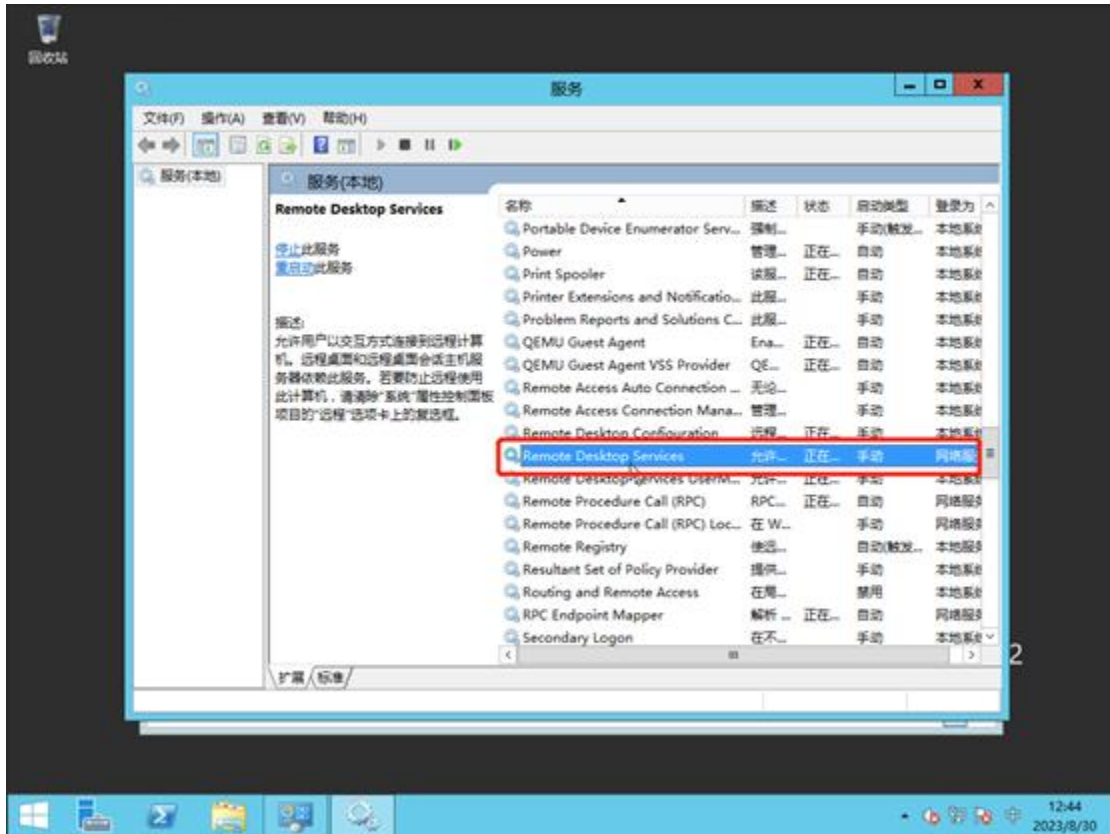 回收站
服务
文件(F) 操作(A) 查看(V) 帮助(H)
服务(本地)
服务(本地)
Remote Desktop Services
停止此服务
重启动此服务
描述:
允许用户以交互方式连接到远程计算
机。远程桌面和远程桌面会话主机服
务器依赖此服务。若要防止远程使用
此计算机，请清除“系统”属性控制面板
项目的“远程”选项卡上的复选框。
名称 描述 状态 启动类型 登录为
Portable Device Enumerator Serv... 强制... 手动(触发... 本地系统
Power 管理... 正在... 自动 本地系统
Print Spooler 该服... 正在... 自动 本地系统
Printer Extensions and Notificatio... 此服... 手动 本地系统
Problem Reports and Solutions C... 此服... 手动 本地系统
QEMU Guest Agent Ena... 正在... 自动 本地系统
QEMU Guest Agent VSS Provider QE... 正在... 自动 本地系统
Remote Access Auto Connection ... 无论... 手动 本地系统
Remote Access Connection Mana... 管理... 手动 本地系统
Remote Desktop Configuration 远程... 正在... 手动 本地系统
Remote Desktop Services 允许... 正在... 手动 网络服
Remote Desktop Services UserM... 允许... 正在... 手动 本地系统
Remote Procedure Call (RPC) RPC... 正在... 自动 网络服务
Remote Procedure Call (RPC) Loc... 在 W... 手动 网络服务
Remote Registry 使远... 自动(触发... 本地服务
Resultant Set of Policy Provider 提供... 手动 本地系统
Routing and Remote Access 在局... 禁用 本地系统
RPC Endpoint Mapper 解析 ... 正在... 自动 网络服务
Secondary Logon 在不... 手动 本地系统
2
扩展 标准
中
12:44
2023/8/30